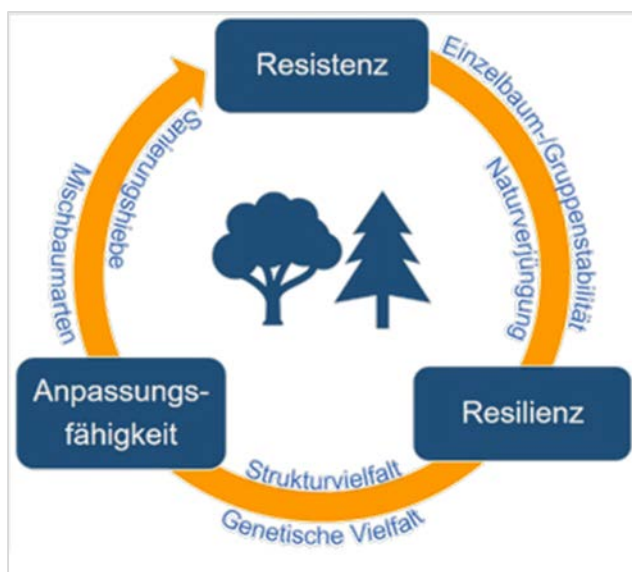 Resistenz
Einzelbaum-/Gruppenstabilität
Naturverjüngung
Resilienz
Strukturvielfalt
Genetische Vielfalt
Anpassungs-
fähigkeit
Mischbaumarten
Sanierungshiebe